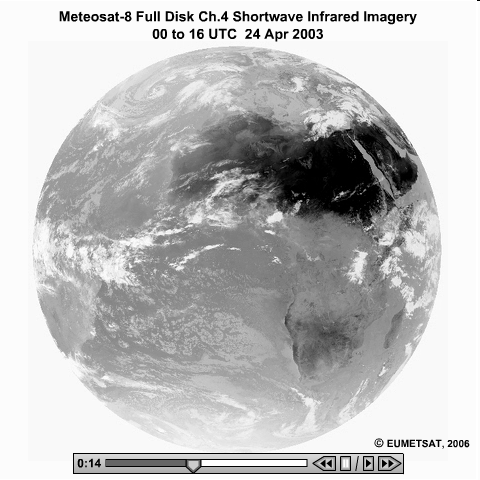 Meteosat-8 Full Disk Ch.4 Shortwave Infrared Imagery
00 to 16 UTC 24 Apr 2003
© EUMETSAT, 2006
0:14